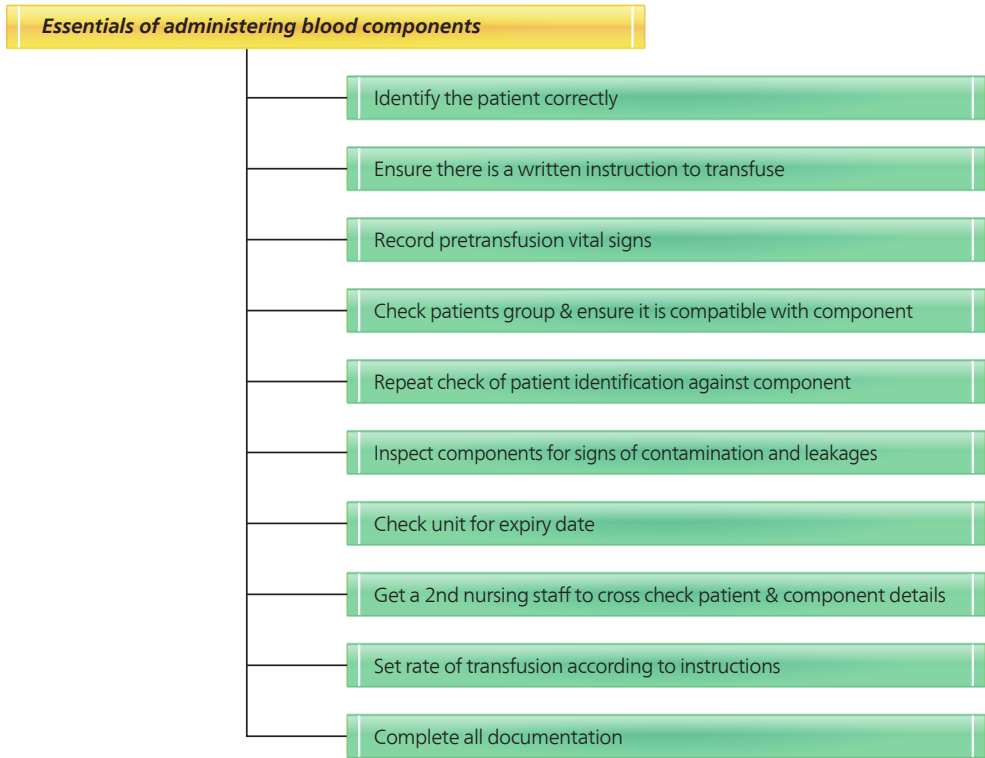 Essentials of administering blood components
Identify the patient correctly
Ensure there is a written instruction to transfuse
Record pretransfusion vital signs
Check patients group & ensure it is compatible with component
Repeat check of patient identification against component
Inspect components for signs of contamination and leakages
Check unit for expiry date
Get a 2nd nursing staff to cross check patient & component details
Set rate of transfusion according to instructions
Complete all documentation